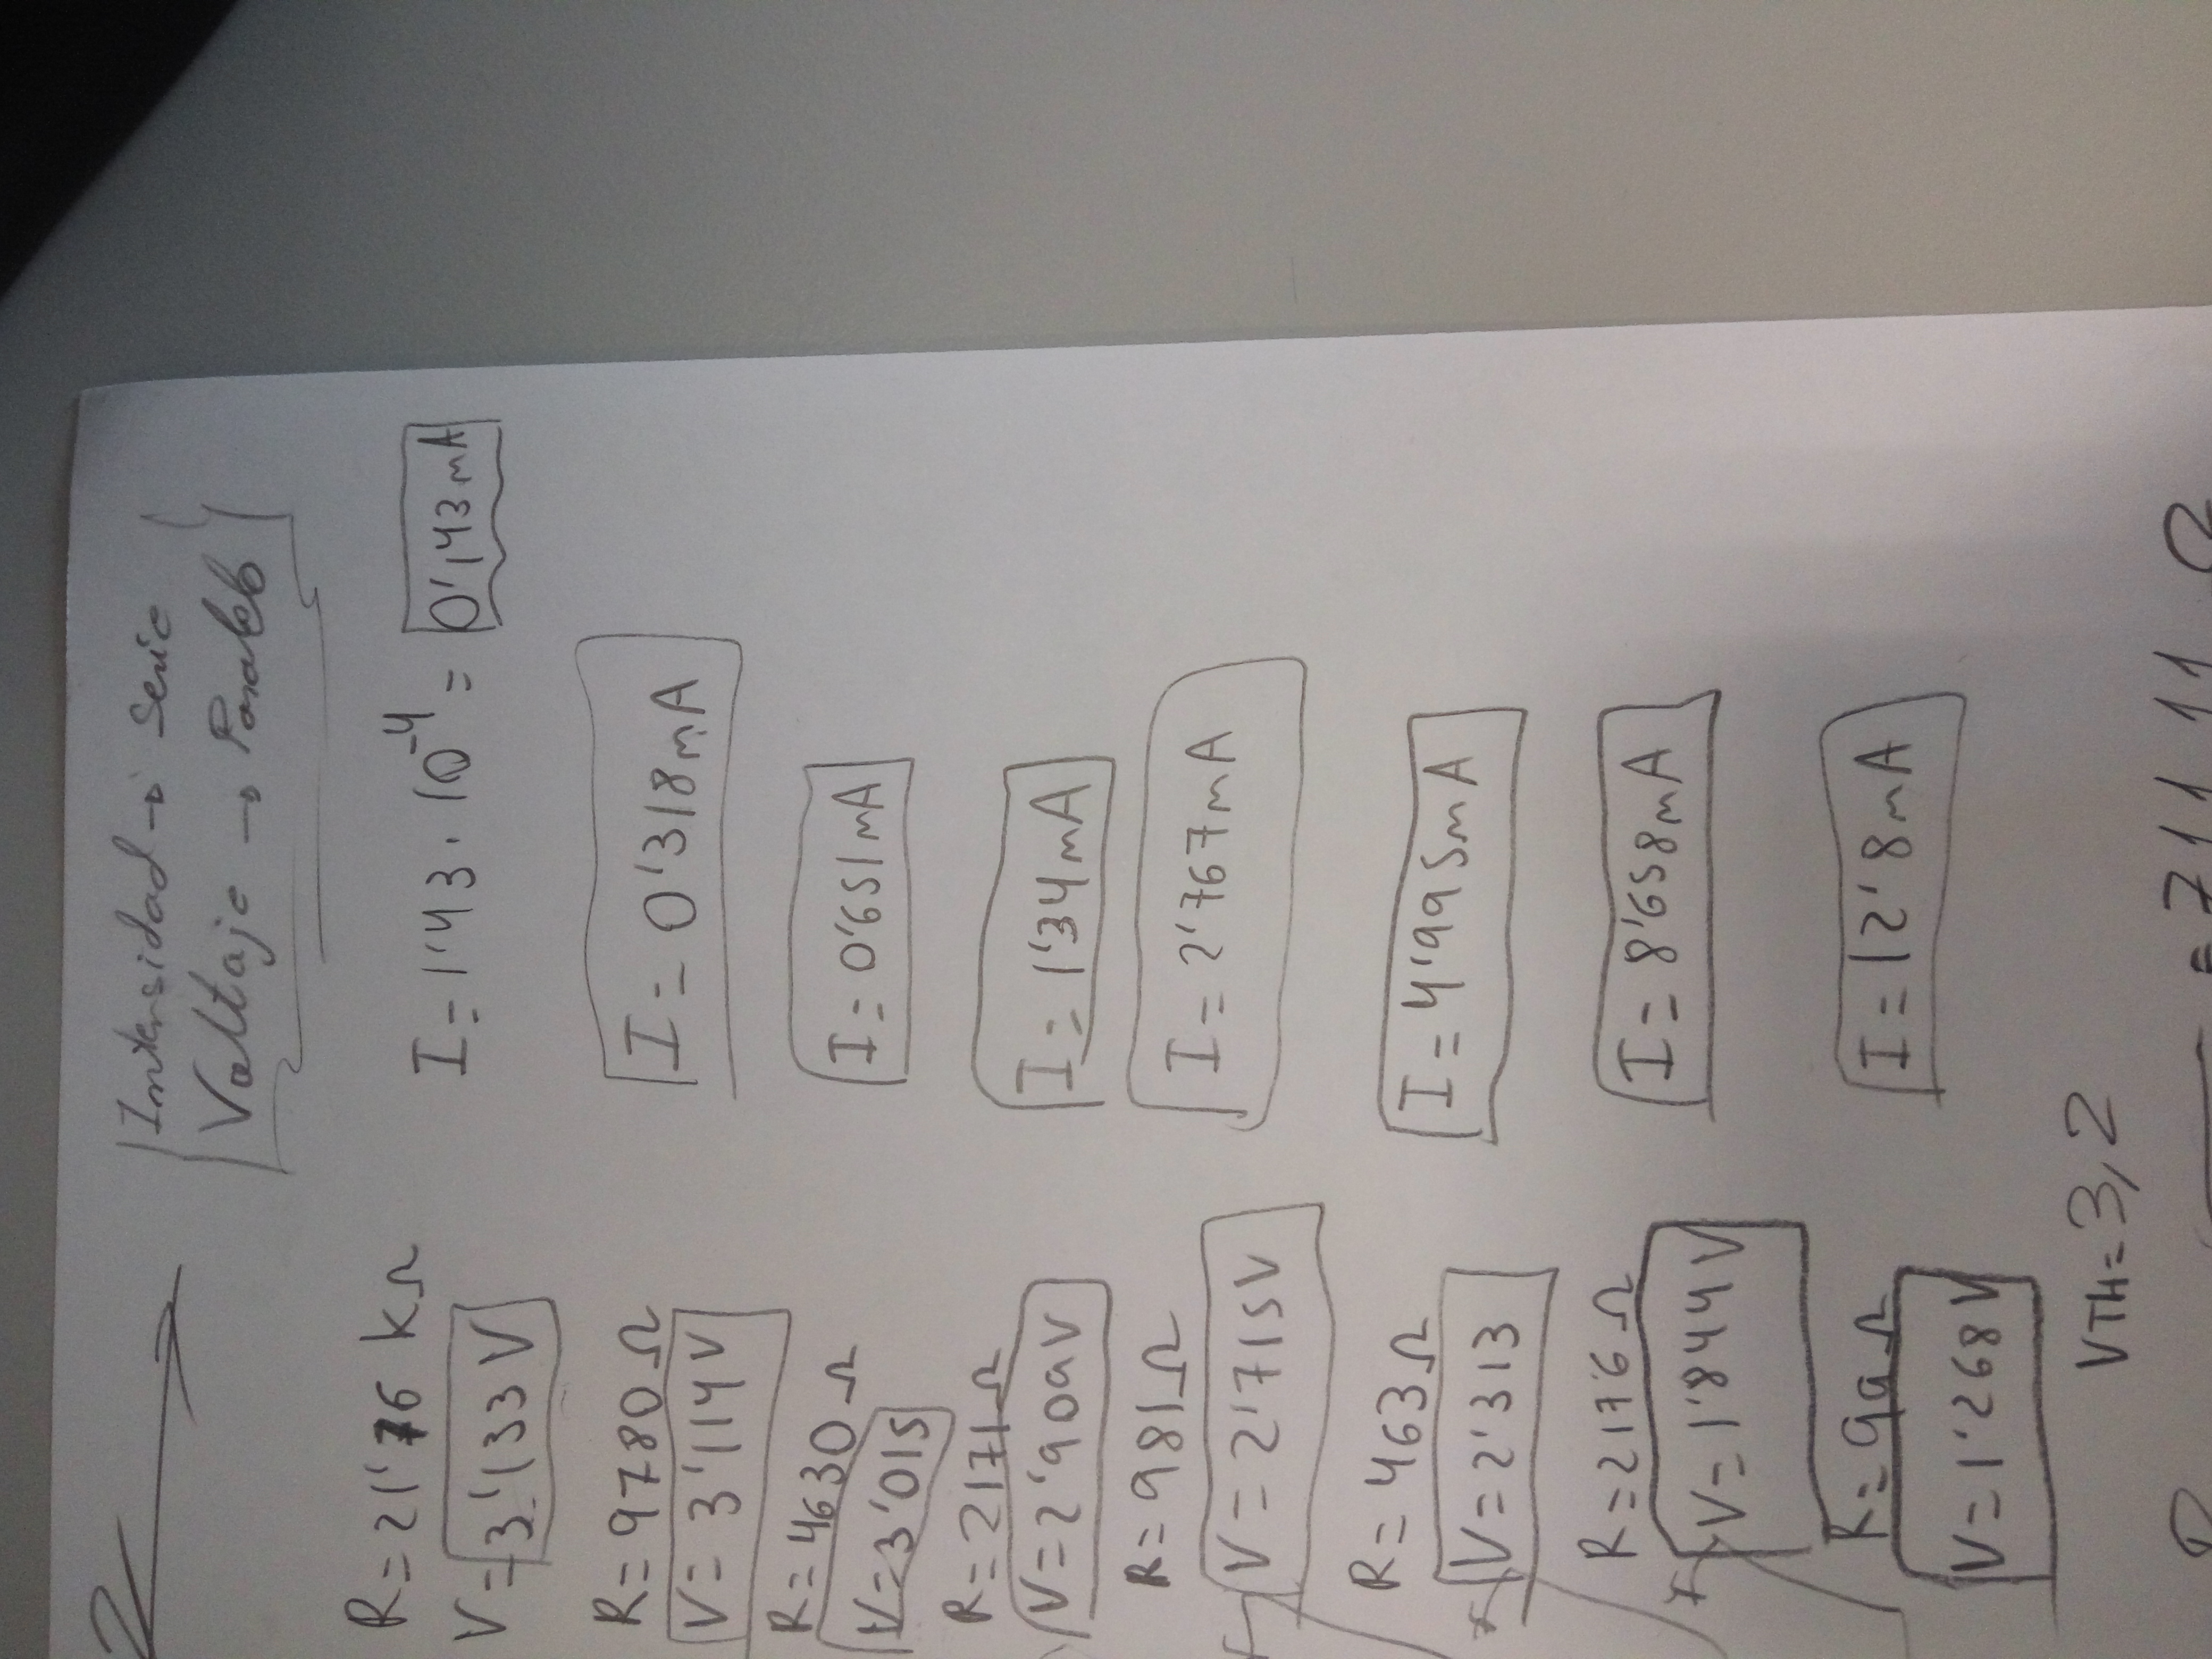 Intensidad → Serie
Voltaje → Paralelo
R = 21'76 kΩ
I = 1'43 · 10⁻⁴ = 0'143 mA
V = 3'133 V
R = 9780 Ω
I = 0'318 mA
V = 3'114 V
R = 4630 Ω
I = 0'651 mA
V = 3'015
R = 2171 Ω
I = 1'34 mA
V = 2'909 V
R = 981 Ω
I = 2'767 mA
V = 2'715 V
R = 463 Ω
I = 4'995 mA
V = 2'313
R = 217'6 Ω
I = 8'658 mA
V = 1'844 V
R = 99 Ω
I = 12'8 mA
V = 1'268 V
VTH = 3,2